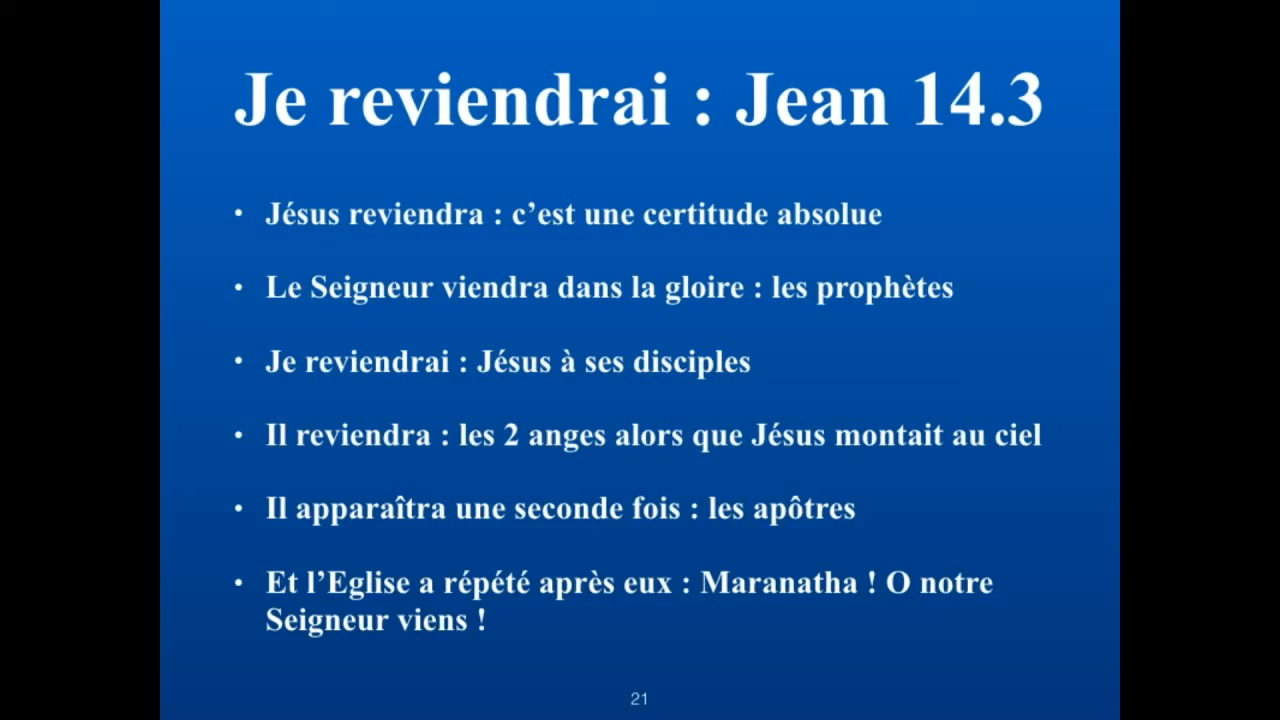 Je reviendrai : Jean 14.3
• Jésus reviendra : c’est une certitude absolue
• Le Seigneur viendra dans la gloire : les prophètes
• Je reviendrai : Jésus à ses disciples
• Il reviendra : les 2 anges alors que Jésus montait au ciel
• Il apparaîtra une seconde fois : les apôtres
• Et l’Eglise a répété après eux : Maranatha ! O notre
Seigneur viens !
21